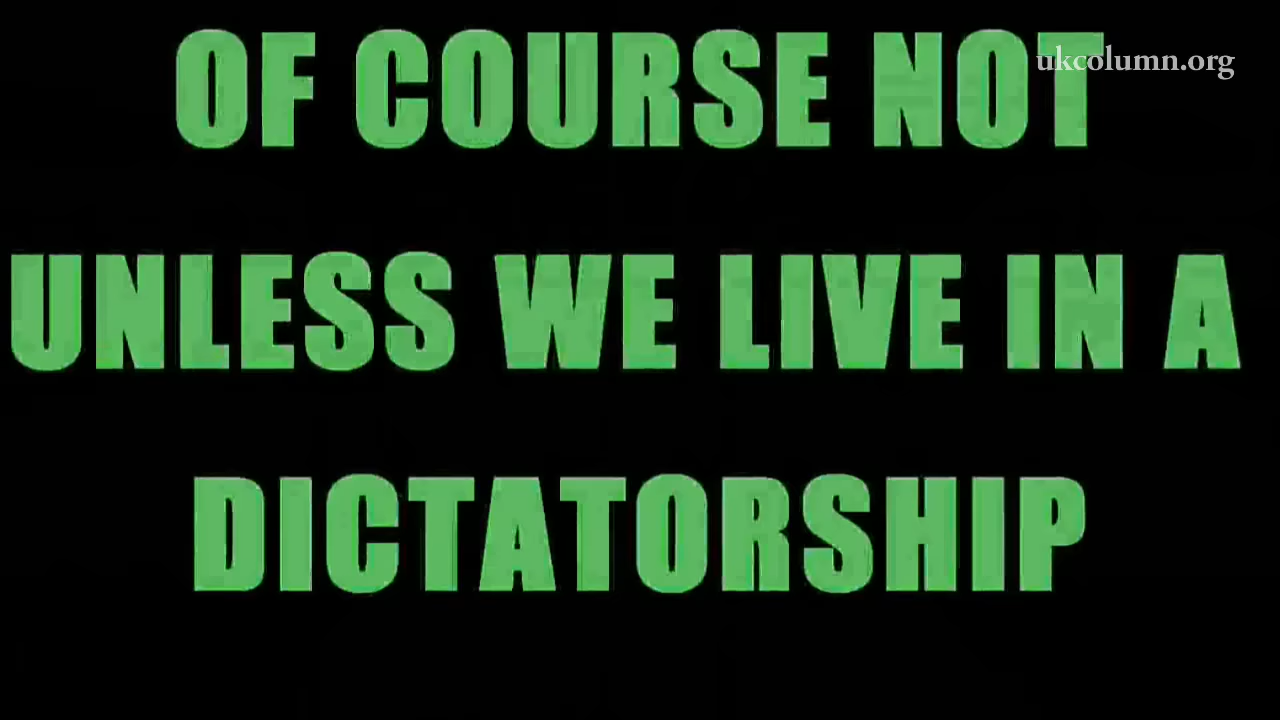 OF COURSE NOT
ukcolumn.org
UNLESS WE LIVE IN A
DICTATORSHIP